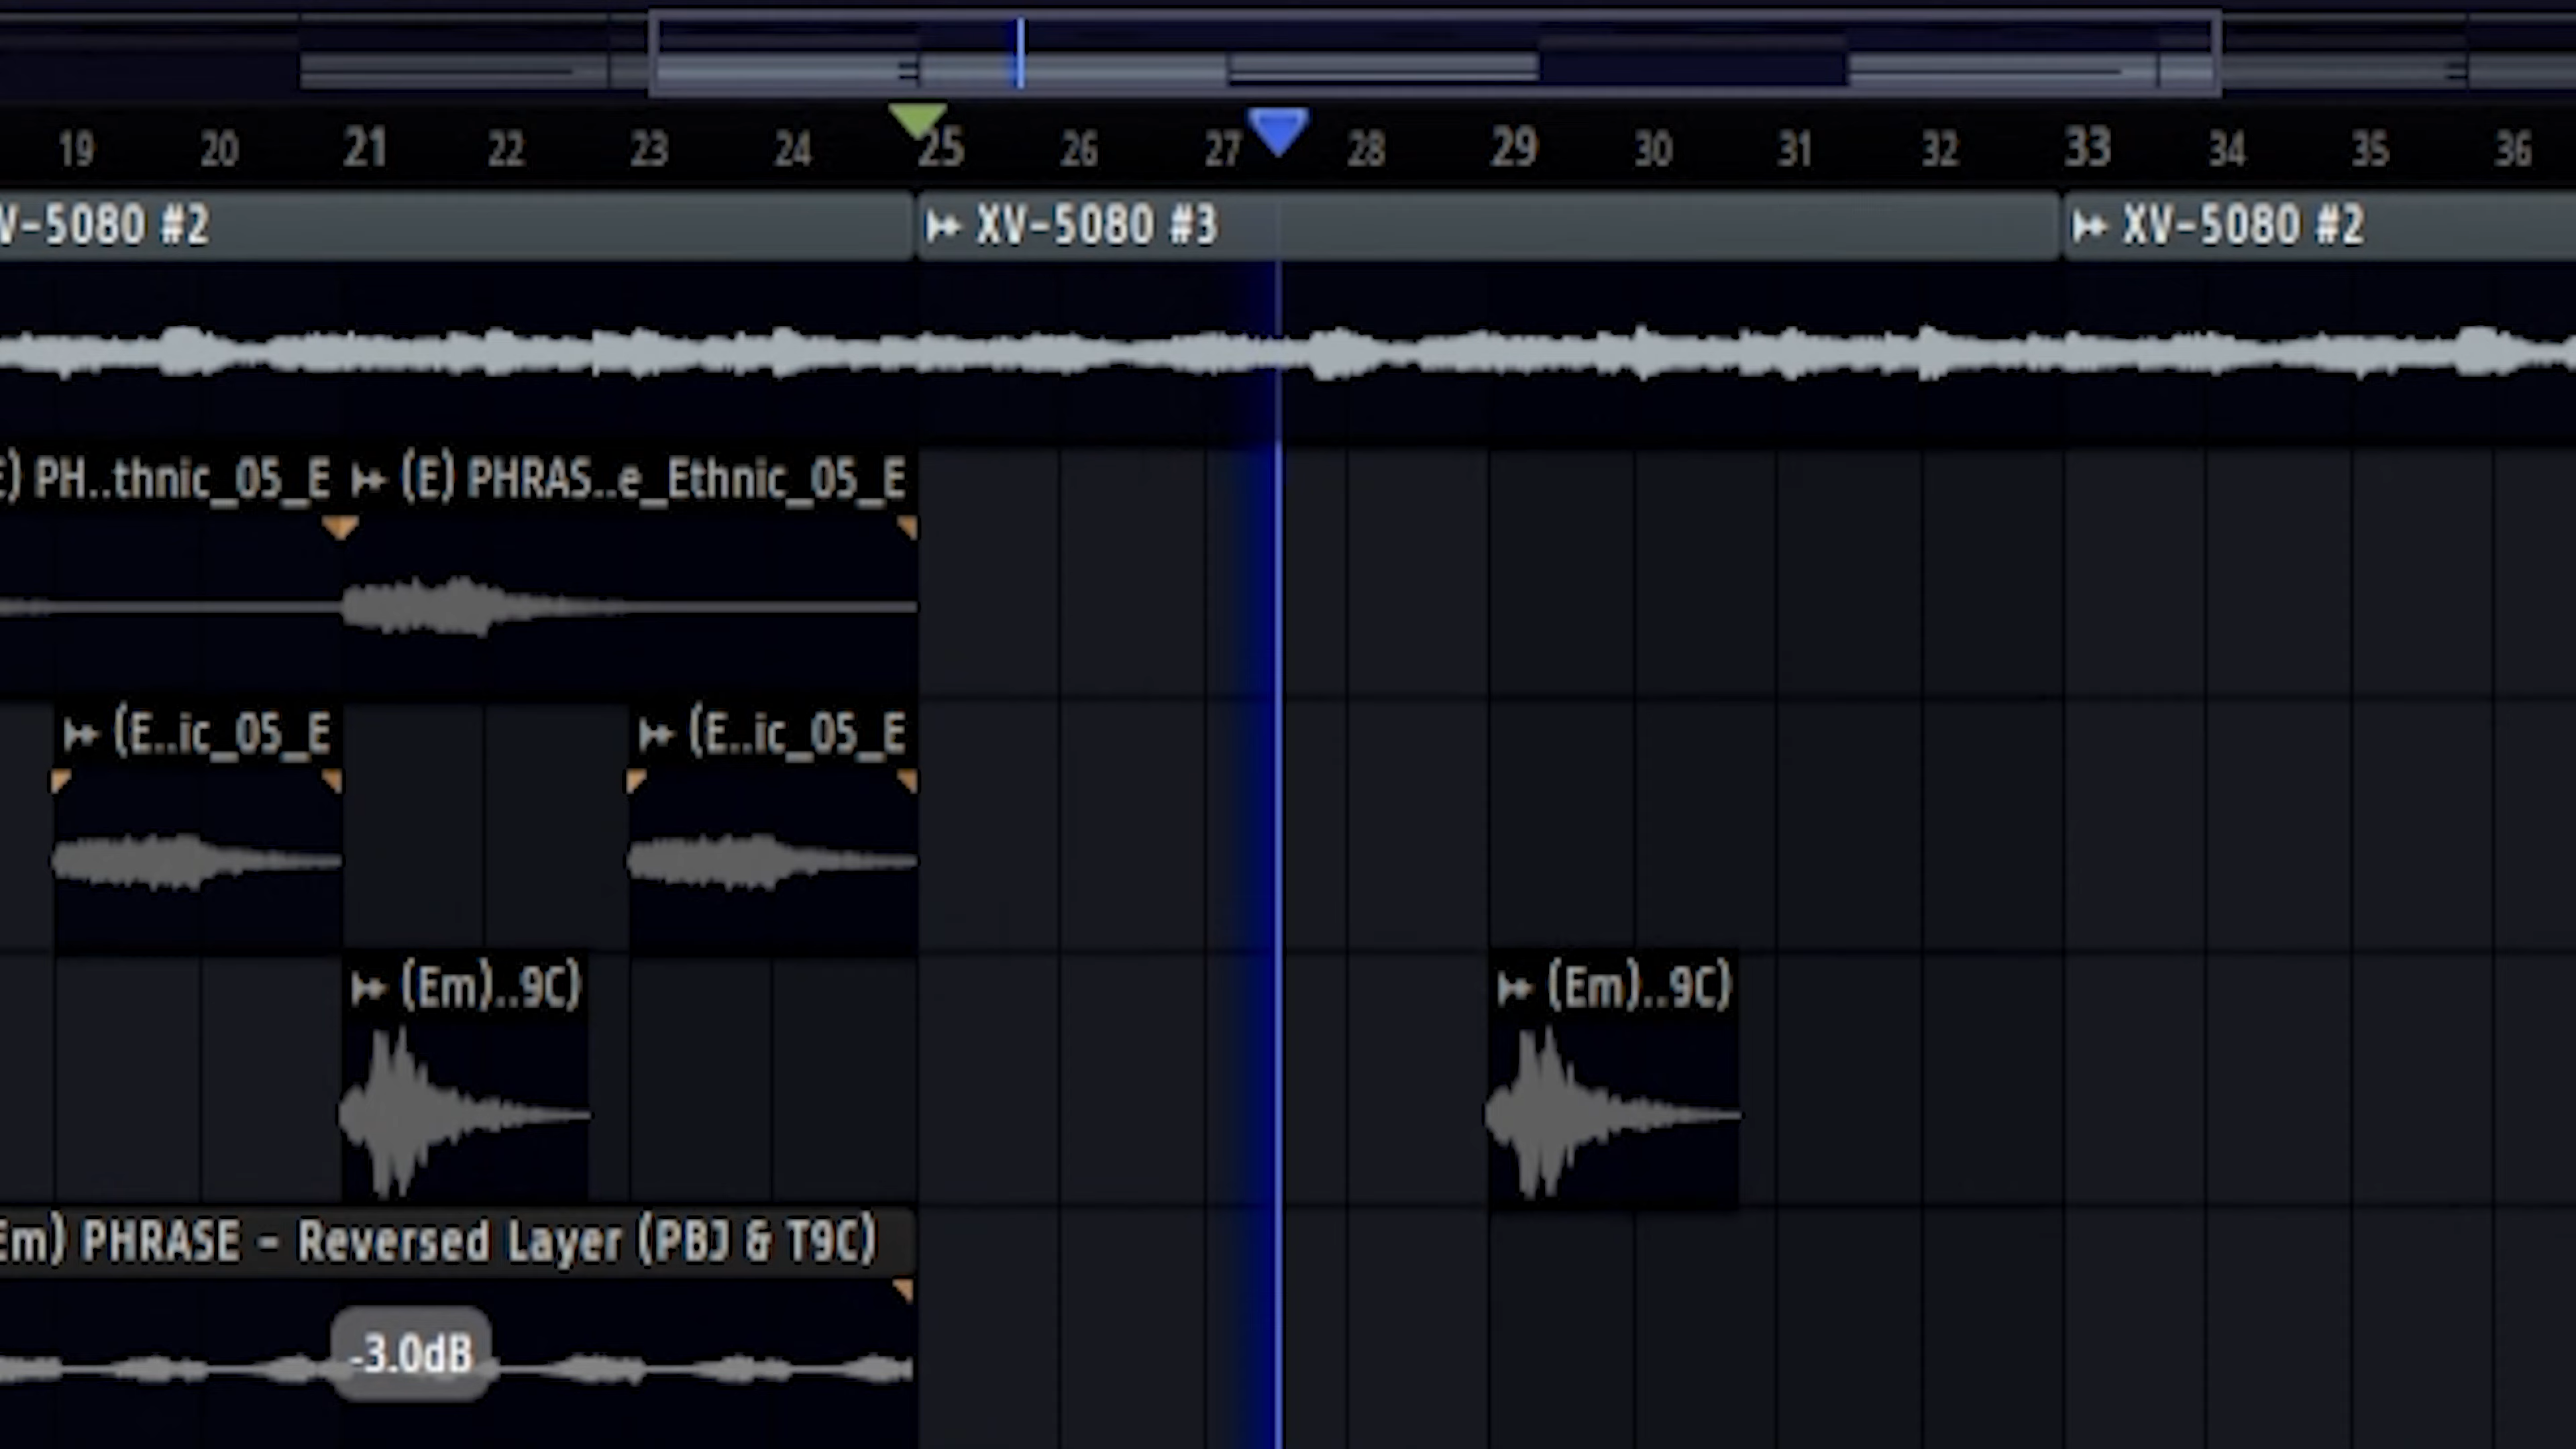 19 20 21 22 23 24 25 26 27 28 29 30 31 32 33 34 35 36
V-5080 #2 XV-5080 #3 XV-5080 #2
E) PH..thnic_05_E (E) PHRAS..e_Ethnic_05_E
(E..ic_05_E (E..ic_05_E
(Em)..9C) (Em)..9C)
Em) PHRASE - Reversed Layer (PBJ & T9C)
-3.0dB